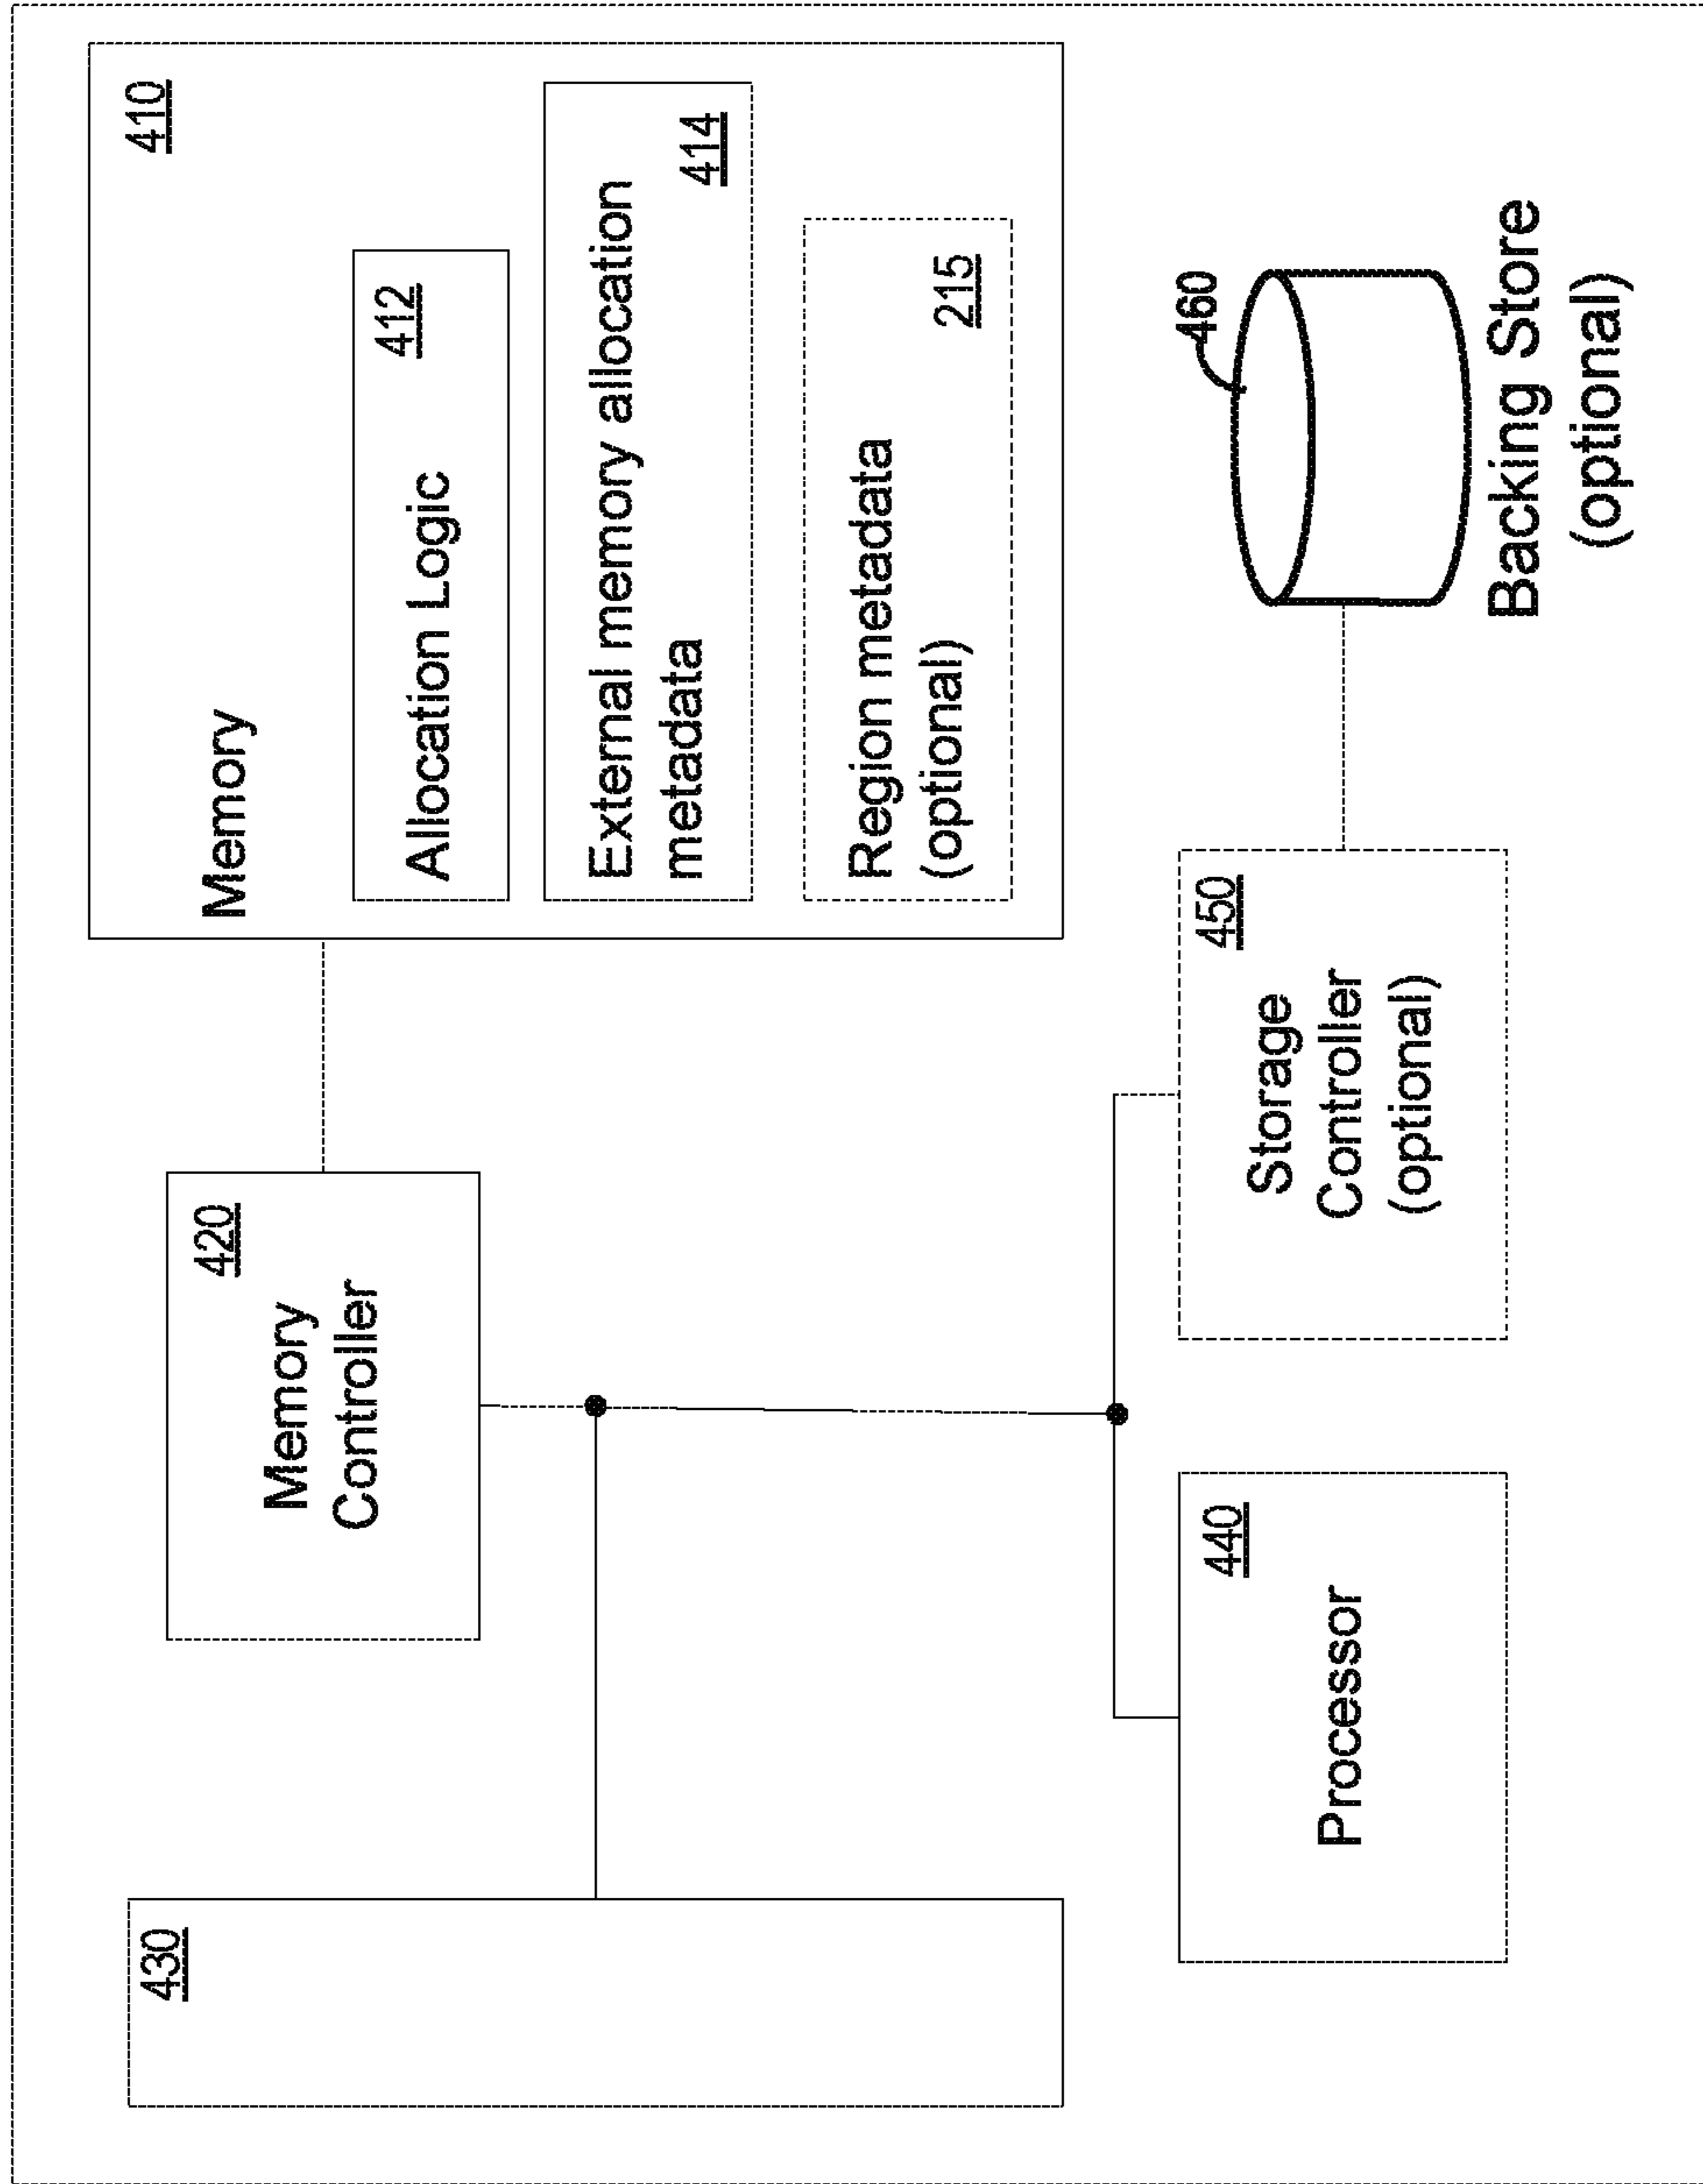 430
Memory
Controller
420
Memory
410
Allocation Logic
412
External memory allocation
metadata
414
Region metadata
(optional)
215
Processor
440
Storage
Controller
(optional)
450
460
Backing Store
(optional)